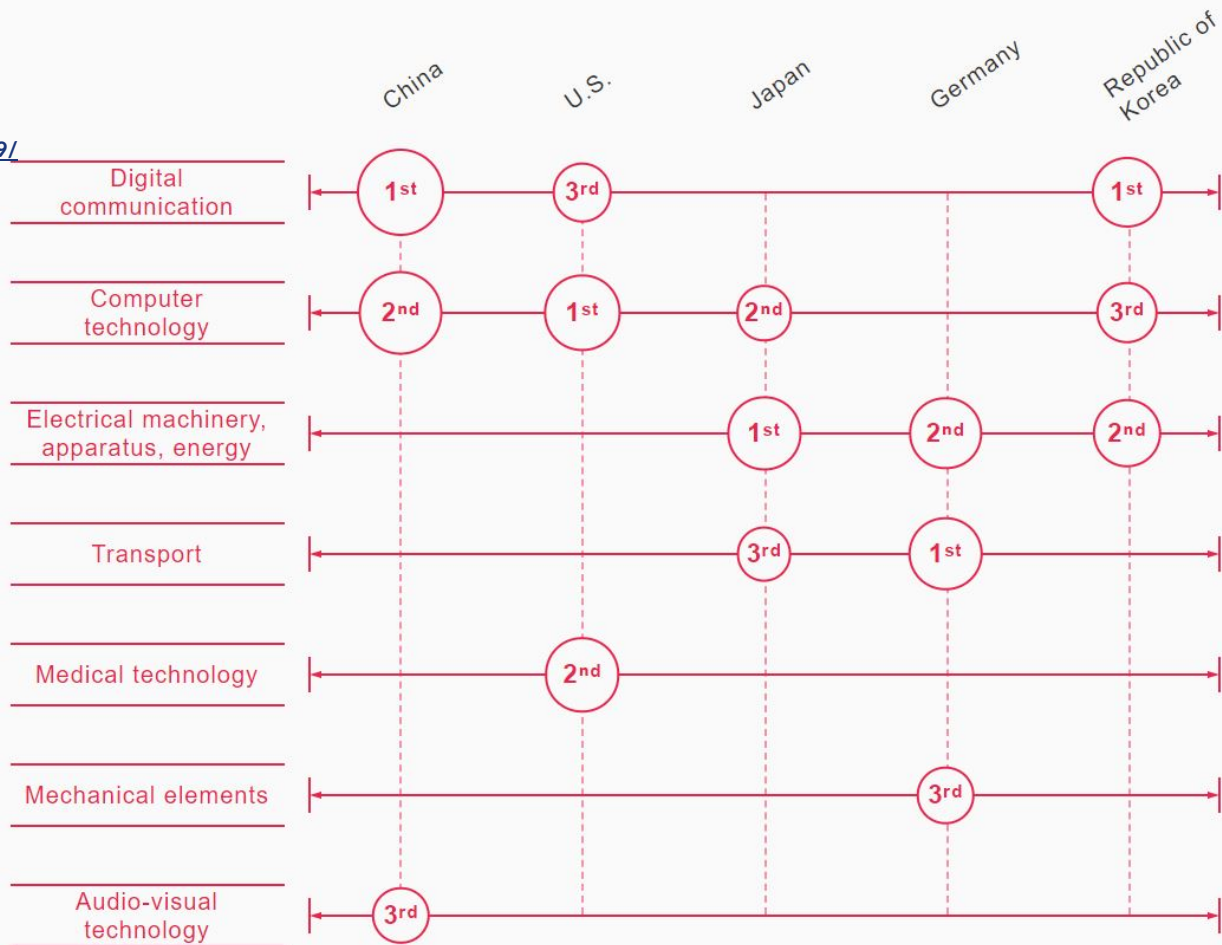 China
U.S.
Japan
Germany
Republic of
Korea
9/
Digital
communication
1st
3rd
1st
Computer
technology
2nd
1st
2nd
3rd
Electrical machinery,
apparatus, energy
1st
2nd
2nd
Transport
3rd
1st
Medical technology
2nd
Mechanical elements
3rd
Audio-visual
technology
3rd